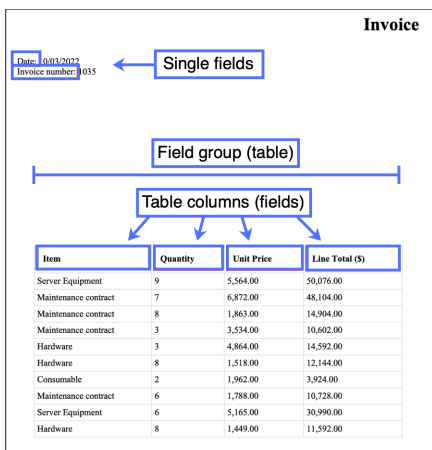 Invoice
Date: 10/03/2022
Invoice number: 1035
Single fields
Field group (table)
Table columns (fields)
Item Quantity Unit Price Line Total ($)
Server Equipment 9 5,564.00 50,076.00
Maintenance contract 7 6,872.00 48,104.00
Maintenance contract 8 1,863.00 14,904.00
Maintenance contract 3 3,534.00 10,602.00
Hardware 3 4,864.00 14,592.00
Hardware 8 1,518.00 12,144.00
Consumable 2 1,962.00 3,924.00
Maintenance contract 6 1,788.00 10,728.00
Server Equipment 6 5,165.00 30,990.00
Hardware 8 1,449.00 11,592.00